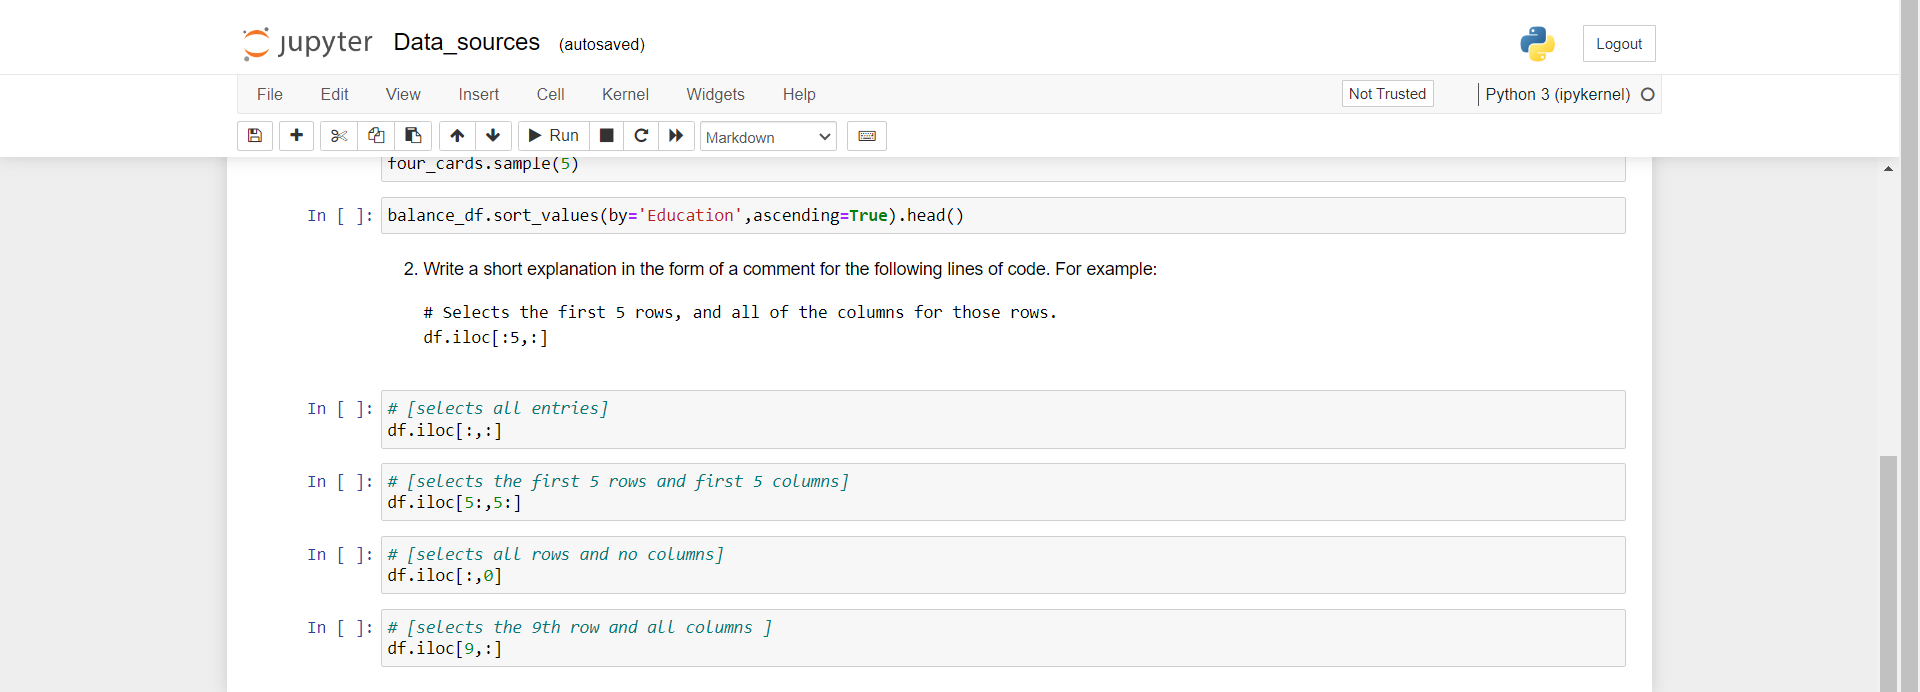 jupyter Data_sources (autosaved) Logout
File Edit View Insert Cell Kernel Widgets Help Not Trusted Python 3 (ipykernel)
Run Markdown
four_cards.sample(5)
In [ ]: balance_df.sort_values(by='Education',ascending=True).head()
2. Write a short explanation in the form of a comment for the following lines of code. For example:
# Selects the first 5 rows, and all of the columns for those rows.
df.iloc[:5,:]
In [ ]: # [selects all entries]
df.iloc[:,:]
In [ ]: # [selects the first 5 rows and first 5 columns]
df.iloc[5:,5:]
In [ ]: # [selects all rows and no columns]
df.iloc[:,0]
In [ ]: # [selects the 9th row and all columns ]
df.iloc[9,:]